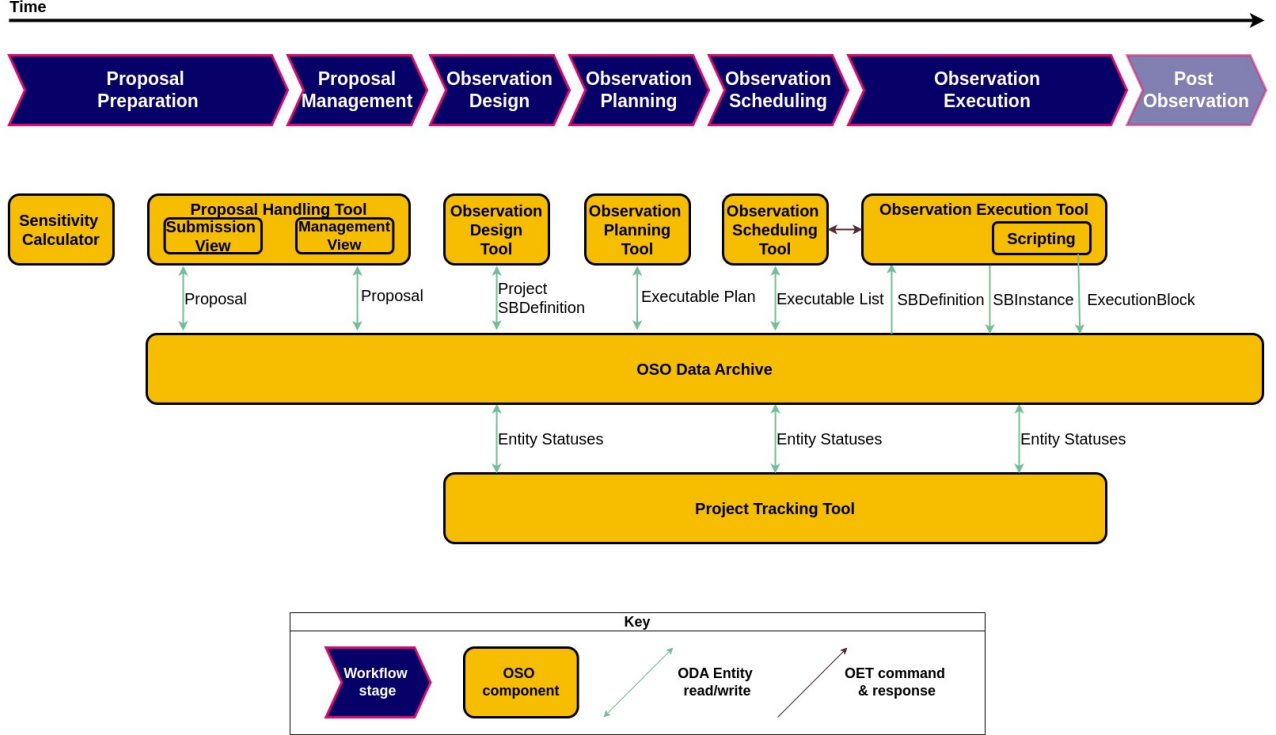 Time
Proposal
Preparation
Proposal
Management
Observation
Design
Observation
Planning
Observation
Scheduling
Observation
Execution
Post
Observation
Sensitivity
Calculator
Proposal Handling Tool
Submission
View
Management
View
Observation
Design
Tool
Observation
Planning
Tool
Observation
Scheduling
Tool
Observation Execution Tool
Scripting
Proposal
Proposal
Project
SBDefinition
Executable Plan
Executable List
SBDefinition
SBInstance
ExecutionBlock
OSO Data Archive
Entity Statuses
Entity Statuses
Entity Statuses
Project Tracking Tool
Key
Workflow
stage
OSO
component
ODA Entity
read/write
OET command
& response